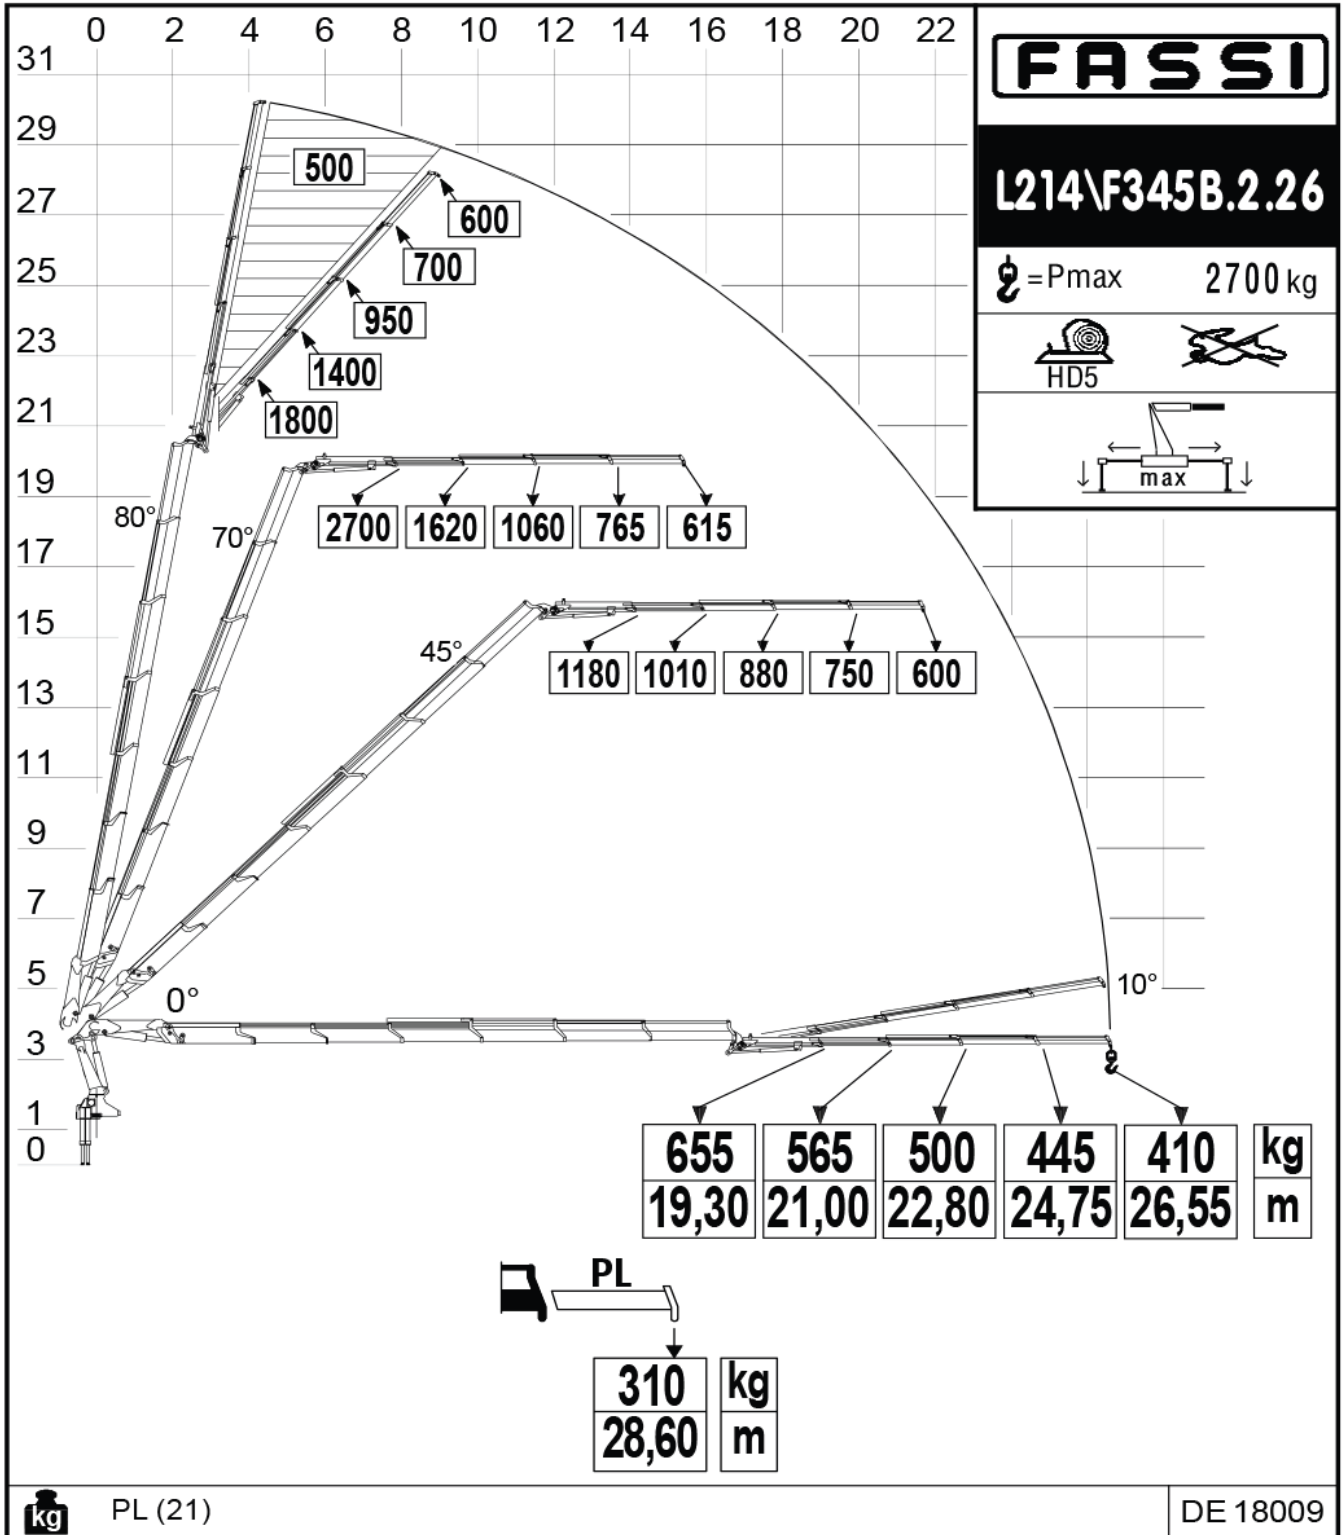 0 2 4 6 8 10 12 14 16 18 20 22
31
29
27
25
23
21
19
17
15
13
11
9
7
5
3
1
0
FASSI
L214\F345B.2.26
=Pmax 2700 kg
HD5
max
500
600
700
950
1400
1800
80°
70°
2700 1620 1060 765 615
45°
1180 1010 880 750 600
0°
10°
655 565 500 445 410 kg
19,30 21,00 22,80 24,75 26,55 m
PL
310 kg
28,60 m
kg PL (21)
DE 18009